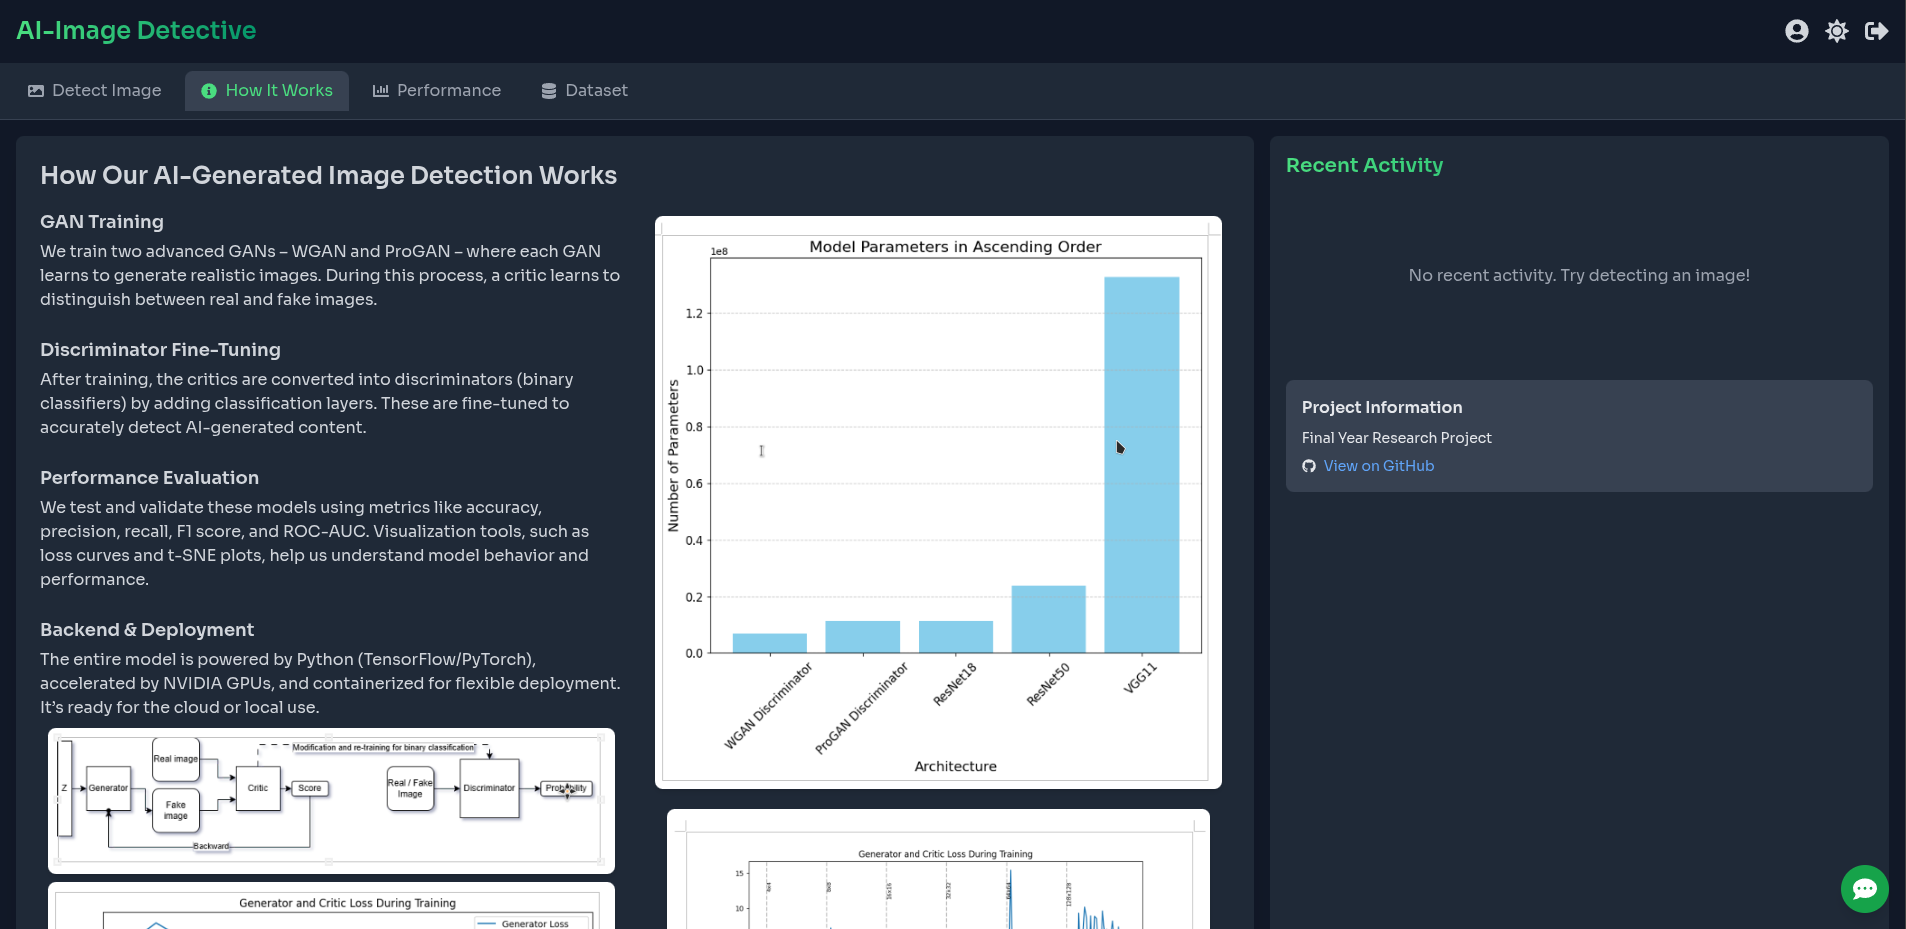 AI-Image Detective
Detect Image
How It Works
Performance
Dataset
How Our AI-Generated Image Detection Works
GAN Training
We train two advanced GANs – WGAN and ProGAN – where each GAN
learns to generate realistic images. During this process, a critic learns to
distinguish between real and fake images.
Discriminator Fine-Tuning
After training, the critics are converted into discriminators (binary
classifiers) by adding classification layers. These are fine-tuned to
accurately detect AI-generated content.
Performance Evaluation
We test and validate these models using metrics like accuracy,
precision, recall, F1 score, and ROC-AUC. Visualization tools, such as
loss curves and t-SNE plots, help us understand model behavior and
performance.
Backend & Deployment
The entire model is powered by Python (TensorFlow/PyTorch),
accelerated by NVIDIA GPUs, and containerized for flexible deployment.
It's ready for the cloud or local use.
Modification and re-training for binary classification
Real image
Z
Generator
Fake
image
Critic
Score
Real / Fake
Image
Discriminator
Probability
Backward
Generator and Critic Loss During Training
Generator Loss
Model Parameters in Ascending Order
1e8
1.2
1.0
0.8
0.6
0.4
0.2
0.0
Number of Parameters
WGAN Discriminator
ProGAN Discriminator
ResNet18
ResNet50
VGG11
Architecture
Generator and Critic Loss During Training
15
10
4x4
8x8
16x16
32x32
64x64
128x128
Recent Activity
No recent activity. Try detecting an image!
Project Information
Final Year Research Project
View on GitHub